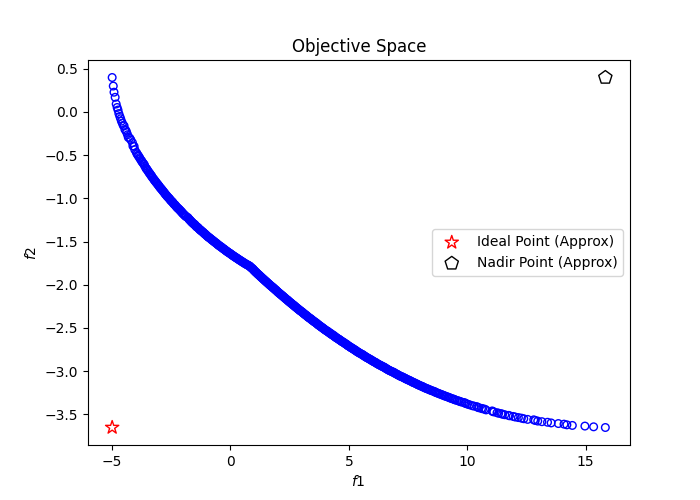 Objective Space
0.5
0.0
−0.5
−1.0
−1.5
−2.0
−2.5
−3.0
−3.5
f2
Ideal Point (Approx)
Nadir Point (Approx)
−5 0 5 10 15
f1